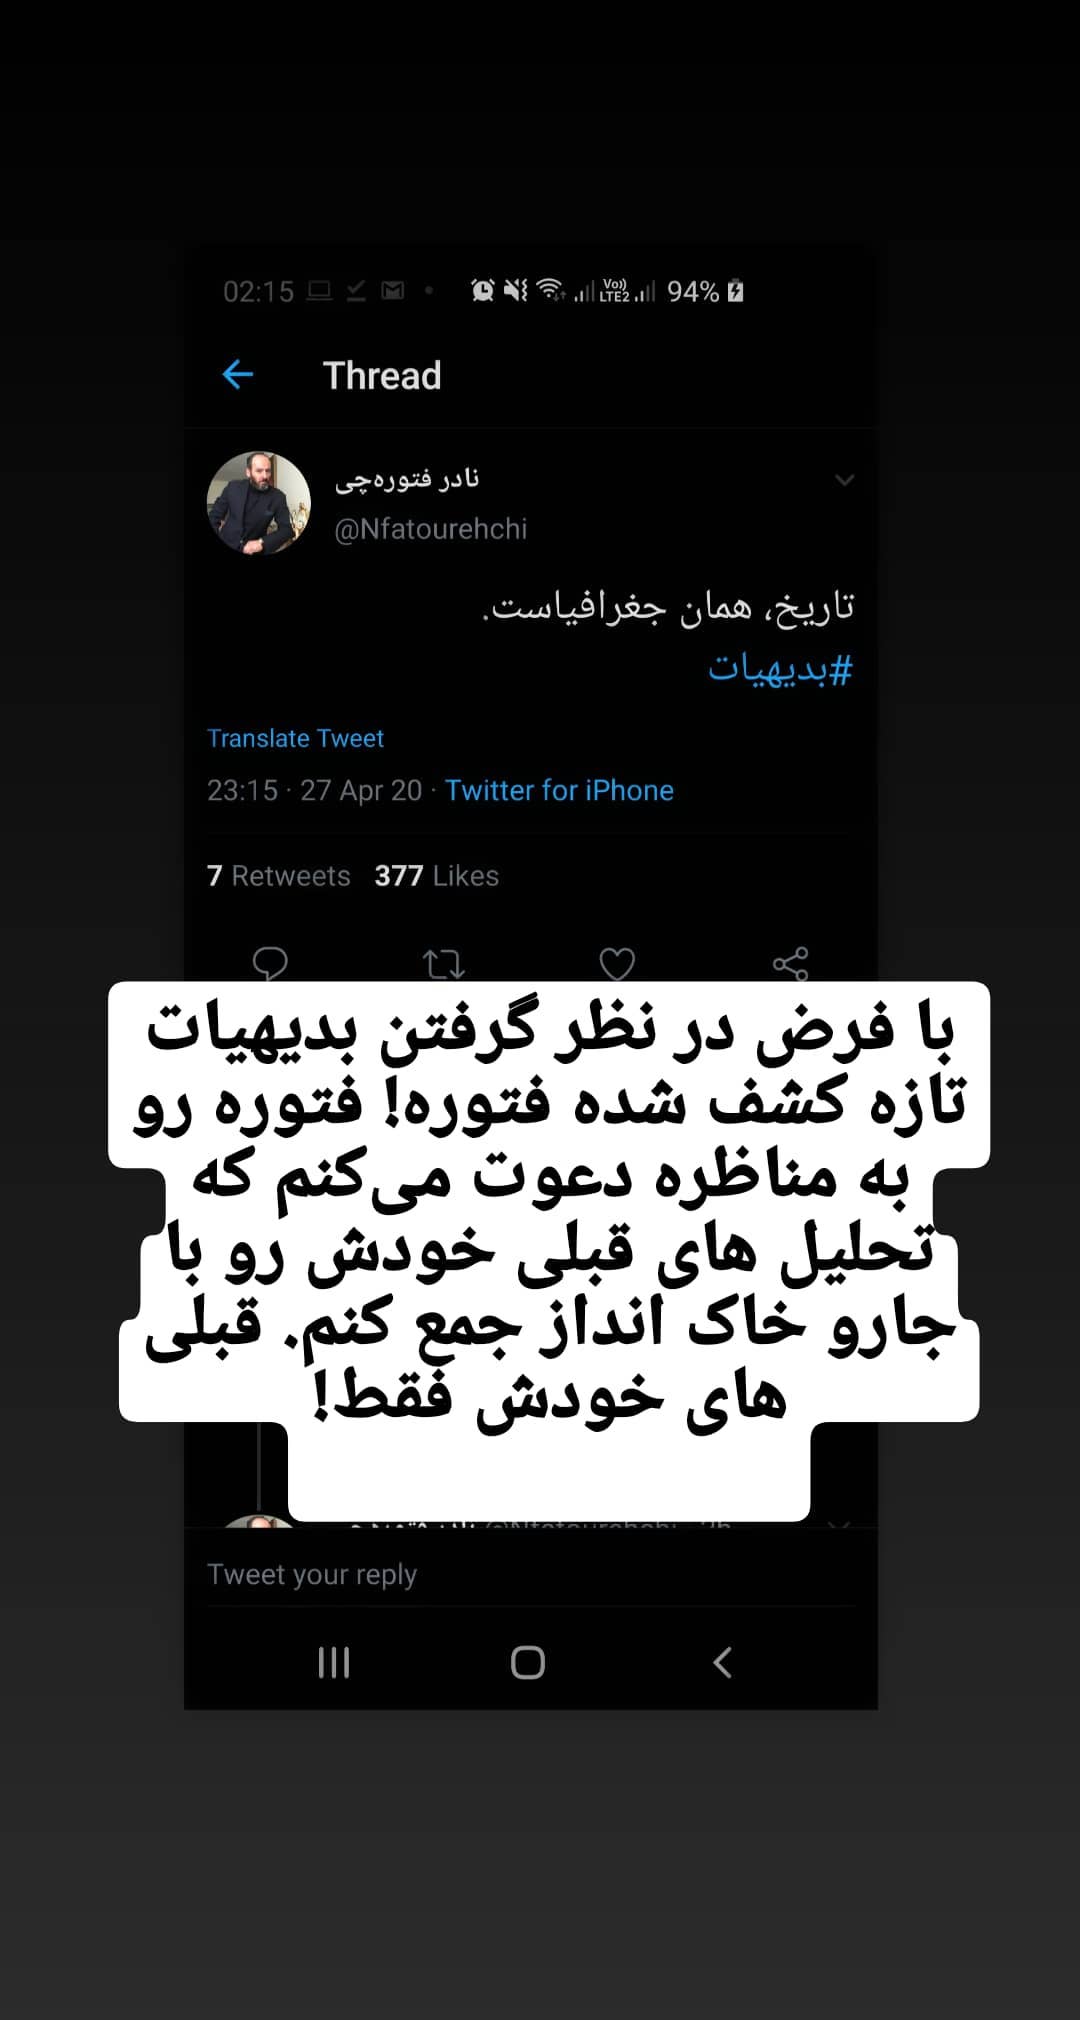 02:15
Vo)) LTE2 94%
Thread
نادر فتوره‌چی
@Nfatourehchi
تاریخ، همان جغرافیاست.
#بدیهیات
Translate Tweet
23:15 · 27 Apr 20 · Twitter for iPhone
7 Retweets 377 Likes
با فرض در نظر گرفتن بدیهیات
تازه کشف شده فتوره! فتوره رو
به مناظره دعوت می‌کنم که
تحلیل های قبلی خودش رو با
جارو خاک انداز جمع کنم. قبلی
های خودش فقط!
Tweet your reply